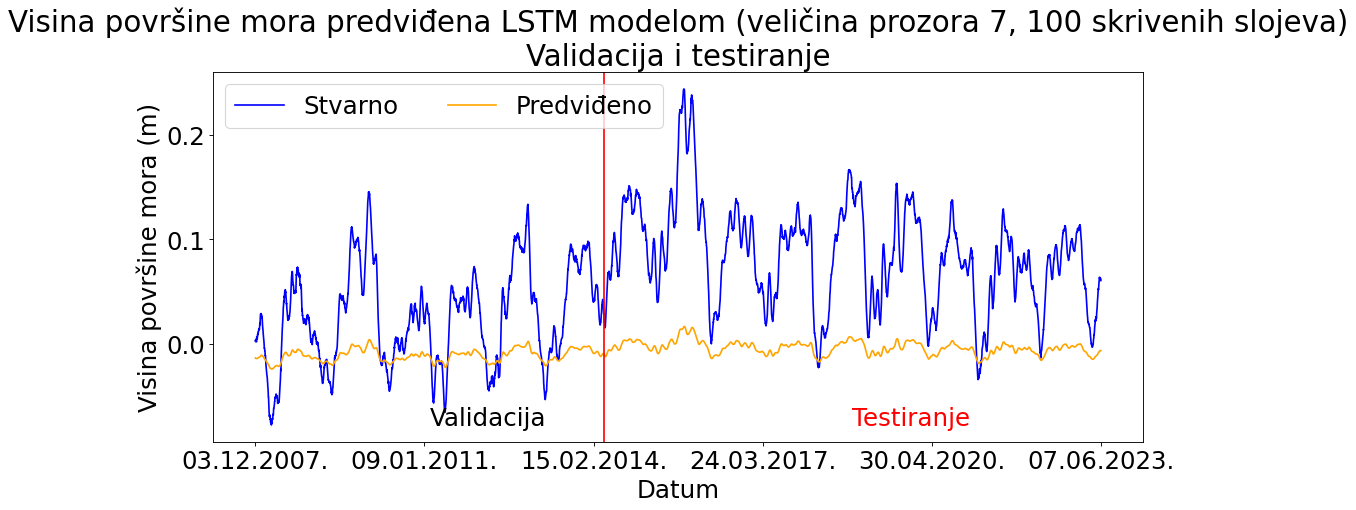 Visina površine mora predviđena LSTM modelom (veličina prozora 7, 100 skrivenih slojeva)
Validacija i testiranje
Stvarno Predviđeno
Visina površine mora (m)
0.2
0.1
0.0
Validacija Testiranje
03.12.2007. 09.01.2011. 15.02.2014. 24.03.2017. 30.04.2020. 07.06.2023.
Datum